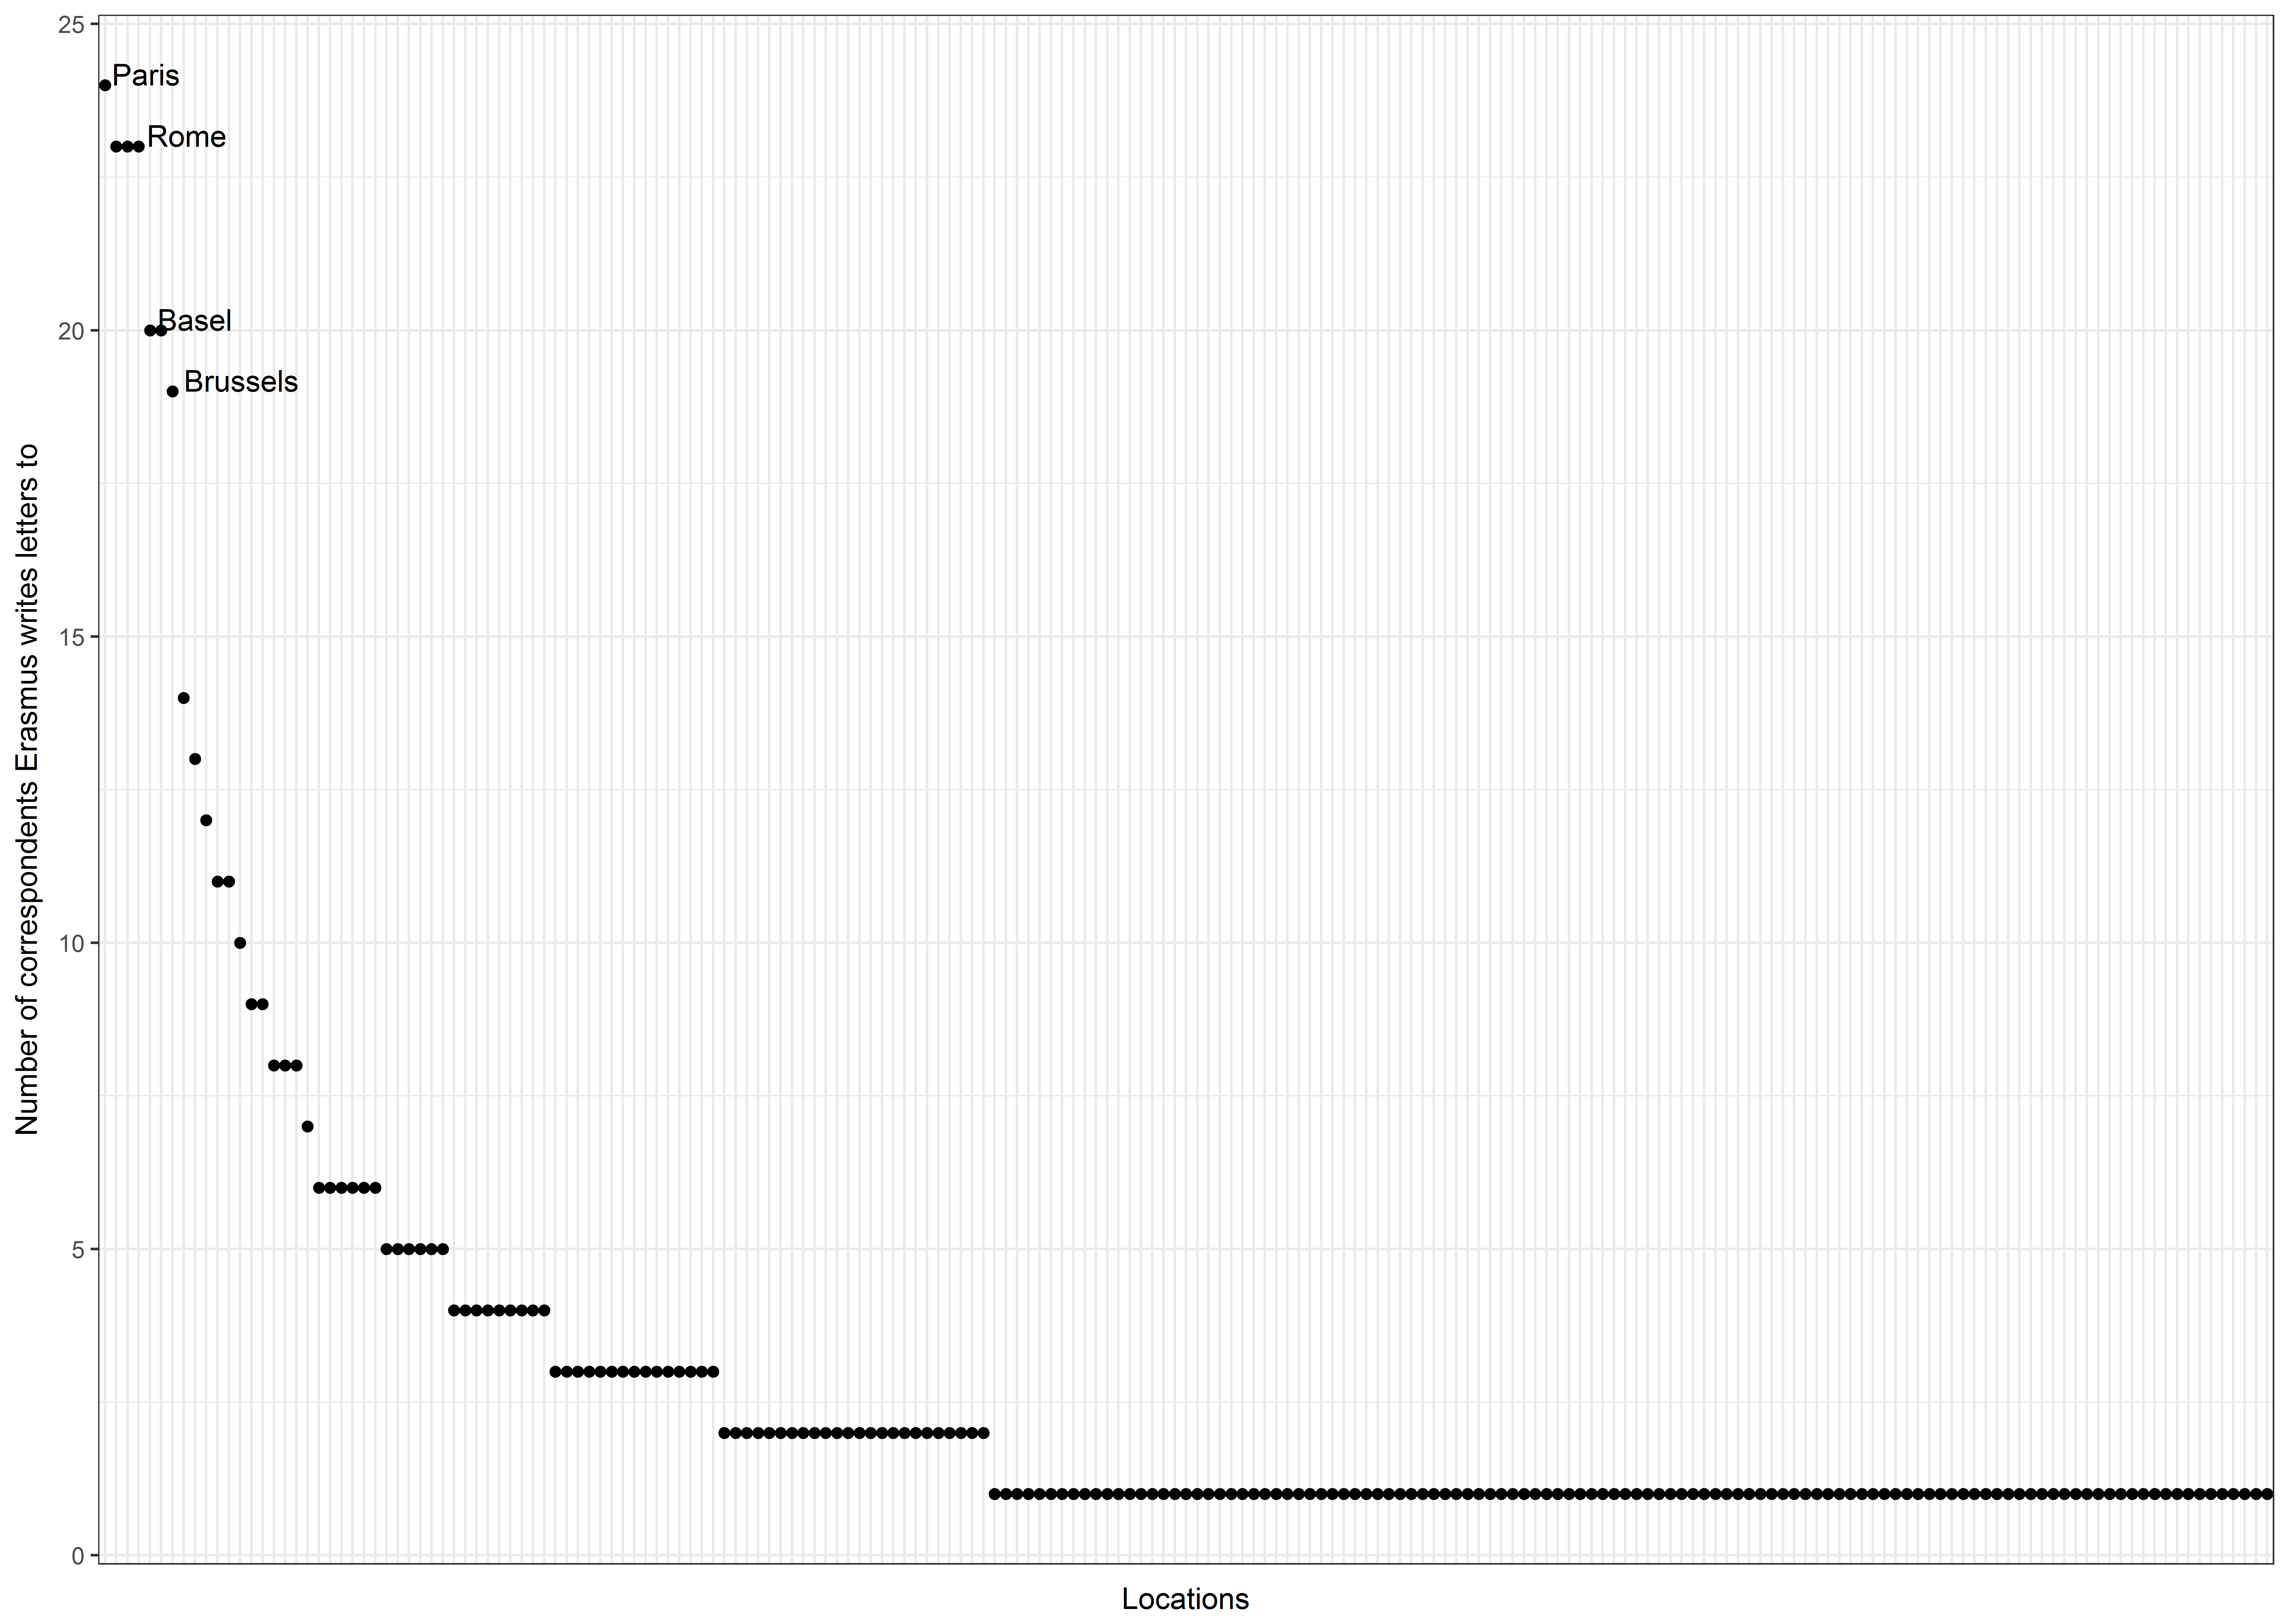 25
Paris
Rome
20
Basel
Brussels
15
10
5
0
Number of correspondents Erasmus writes letters to
Locations